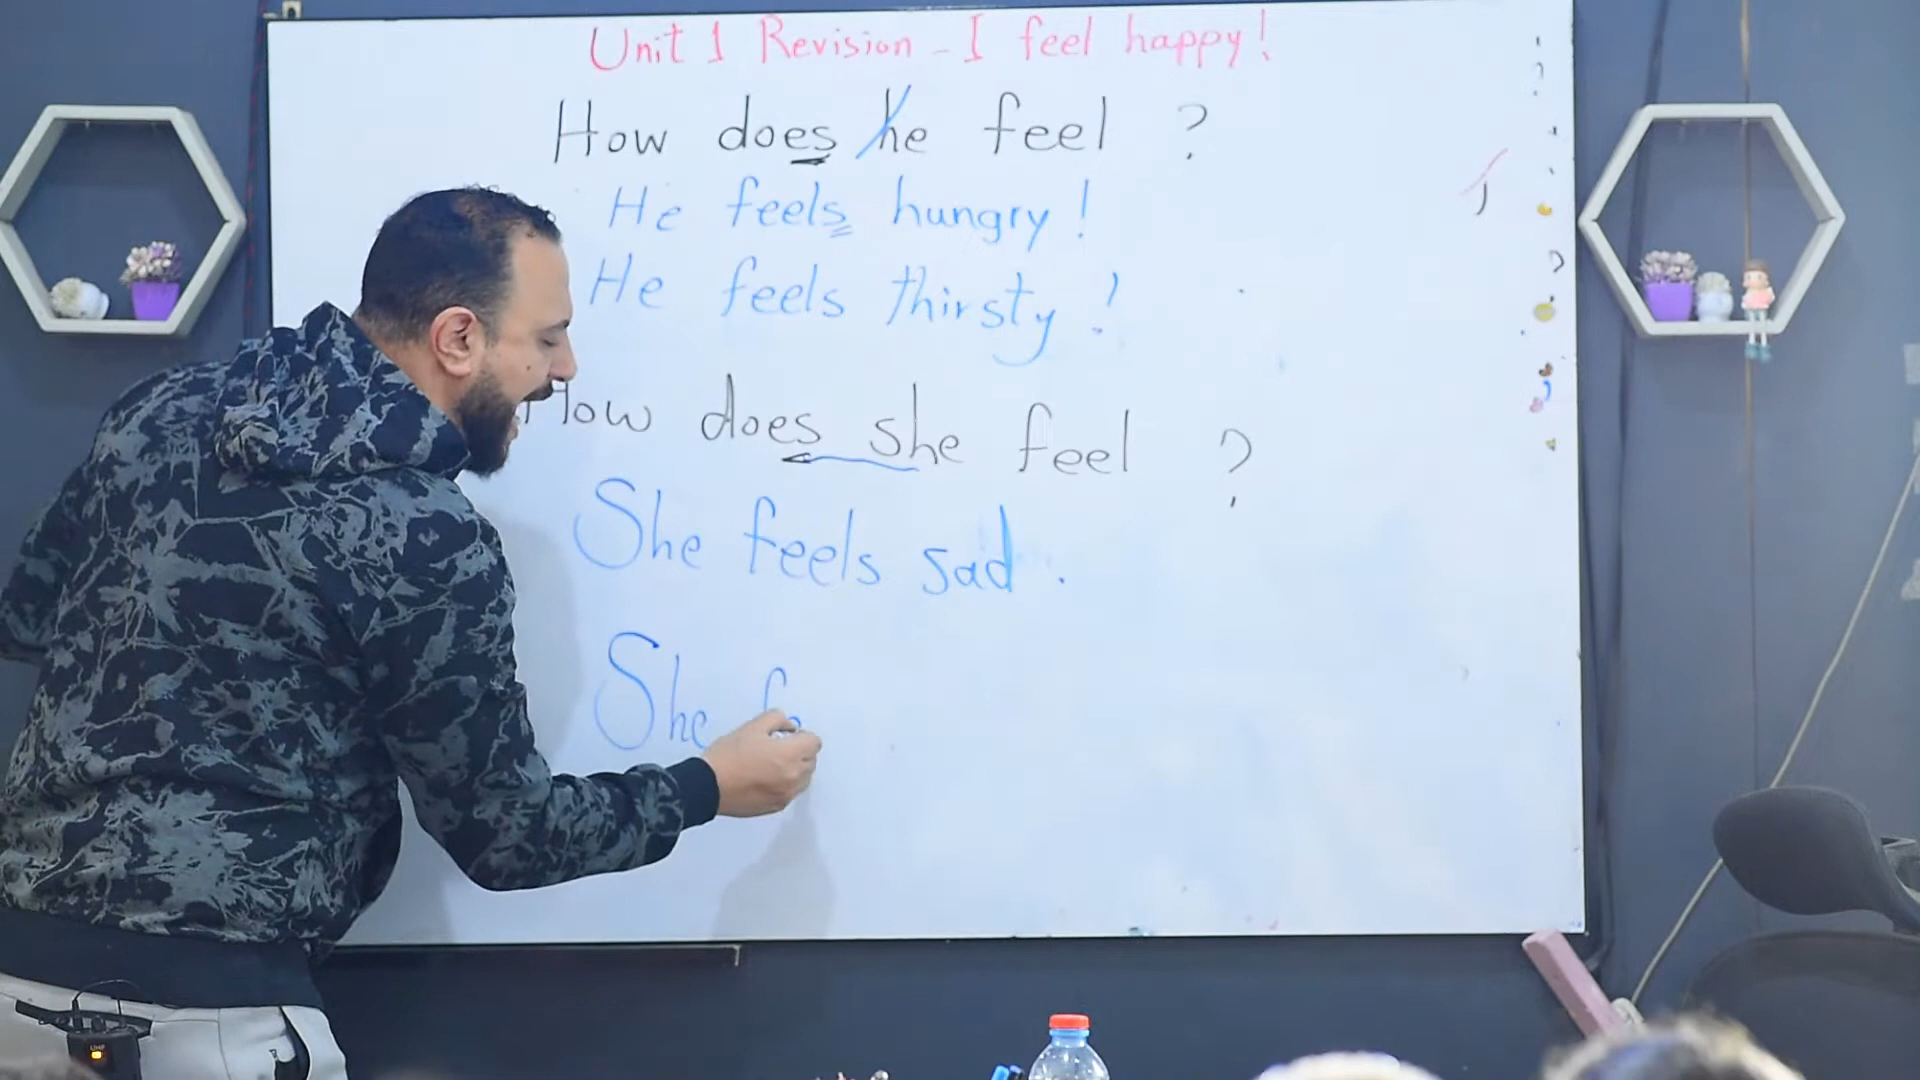 Unit 1 Revision - I feel happy!
How does he feel ?
He feels hungry !
He feels thirsty !
How does she feel ?
She feels sad .
She